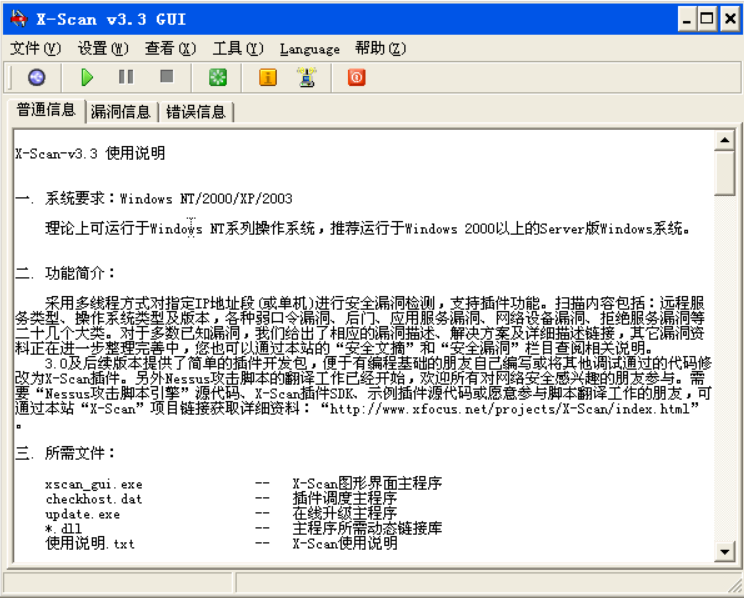 X-Scan v3.3 GUI
文件(V) 设置(W) 查看(X) 工具(Y) Language 帮助(Z)
普通信息 漏洞信息 错误信息
X-Scan-v3.3 使用说明
一. 系统要求：Windows NT/2000/XP/2003
理论上可运行于Windows NT系列操作系统，推荐运行于Windows 2000以上的Server版Windows系统。
二. 功能简介：
采用多线程方式对指定IP地址段(或单机)进行安全漏洞检测，支持插件功能。扫描内容包括：远程服
务类型、操作系统类型及版本，各种弱口令漏洞、后门、应用服务漏洞、网络设备漏洞、拒绝服务漏洞等
二十几个大类。对于多数已知漏洞，我们给出了相应的漏洞描述、解决方案及详细描述链接，其它漏洞资
料正在进一步整理完善中，您也可以通过本站的“安全文摘”和“安全漏洞”栏目查阅相关说明。
3.0及后续版本提供了简单的插件开发包，便于有编程基础的朋友自己编写或将其他调试通过的代码修
改为X-Scan插件。另外Nessus攻击脚本的翻译工作已经开始，欢迎所有对网络安全感兴趣的朋友参与。需
要“Nessus攻击脚本引擎”源代码、X-Scan插件SDK、示例插件源代码或愿意参与脚本翻译工作的朋友，可
通过本站“X-Scan”项目链接获取详细资料：“http://www.xfocus.net/projects/X-Scan/index.html”
。
三. 所需文件：
xscan_gui.exe -- X-Scan图形界面主程序
checkhost.dat -- 插件调度主程序
update.exe -- 在线升级主程序
*.dll -- 主程序所需动态链接库
使用说明.txt -- X-Scan使用说明